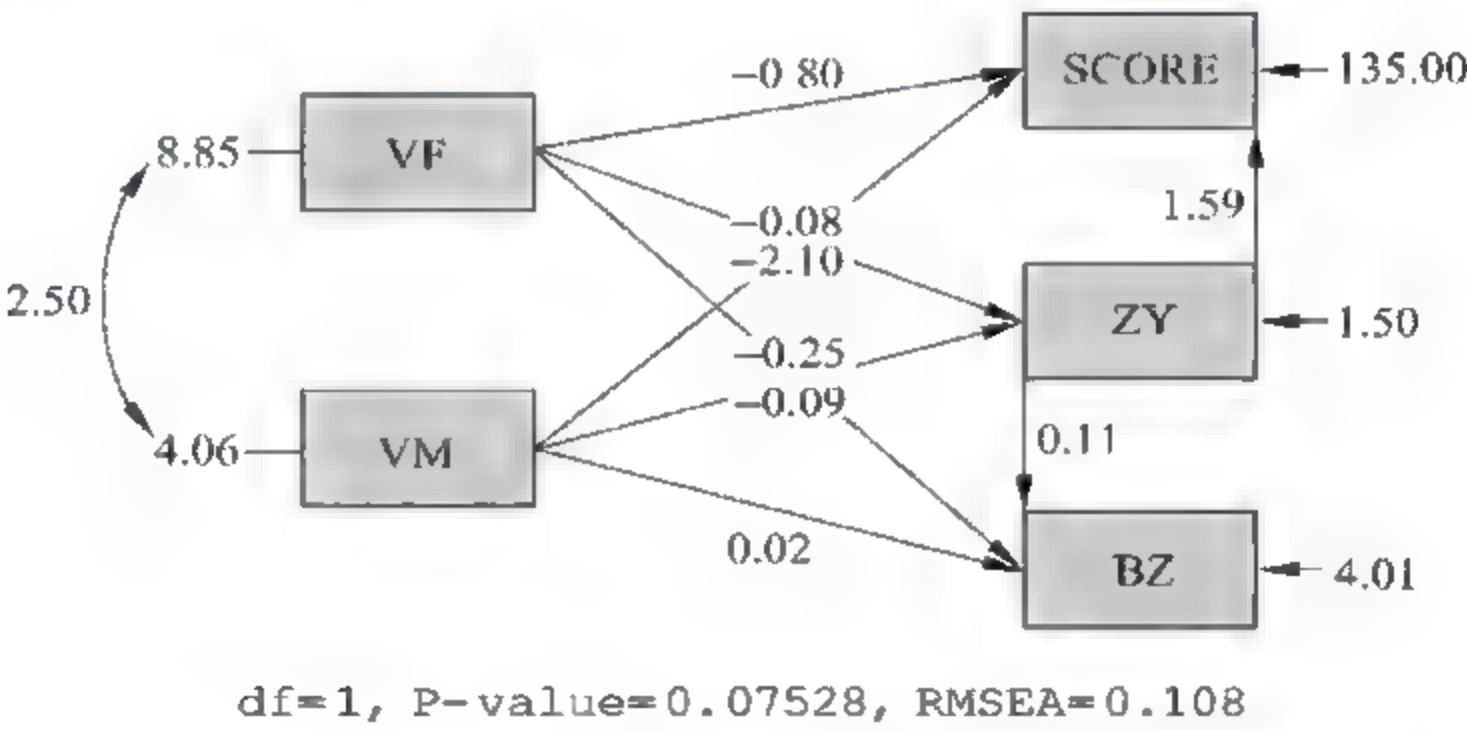 SCORE
135.00
−0 80
8.85
VF
1.59
−0.08
−2.10
2.50
ZY
1.50
−0.25
−0.09
4.06
VM
0.11
0.02
BZ
4.01
df=1, P-value=0.07528, RMSEA=0.108